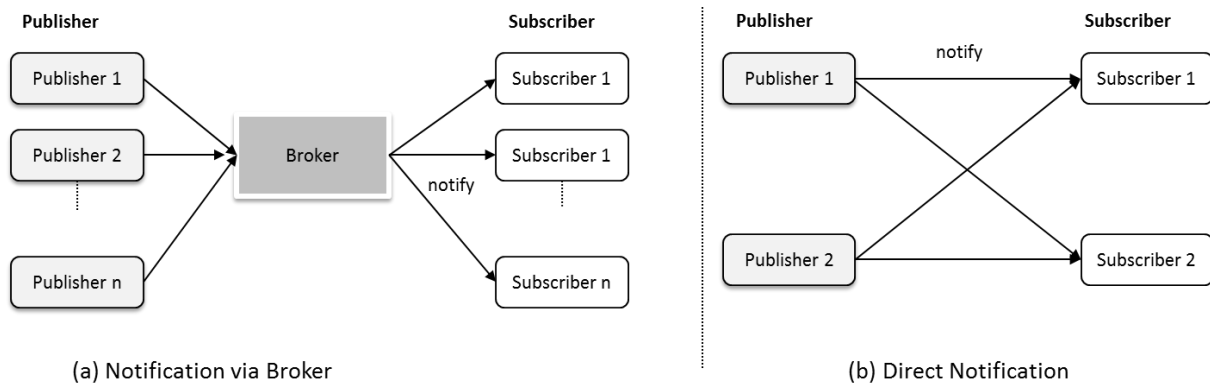 Publisher
Subscriber
Publisher 1
Subscriber 1
Publisher 2
Broker
Subscriber 1
notify
Publisher n
Subscriber n
(a) Notification via Broker
Publisher
Subscriber
notify
Publisher 1
Subscriber 1
Publisher 2
Subscriber 2
(b) Direct Notification